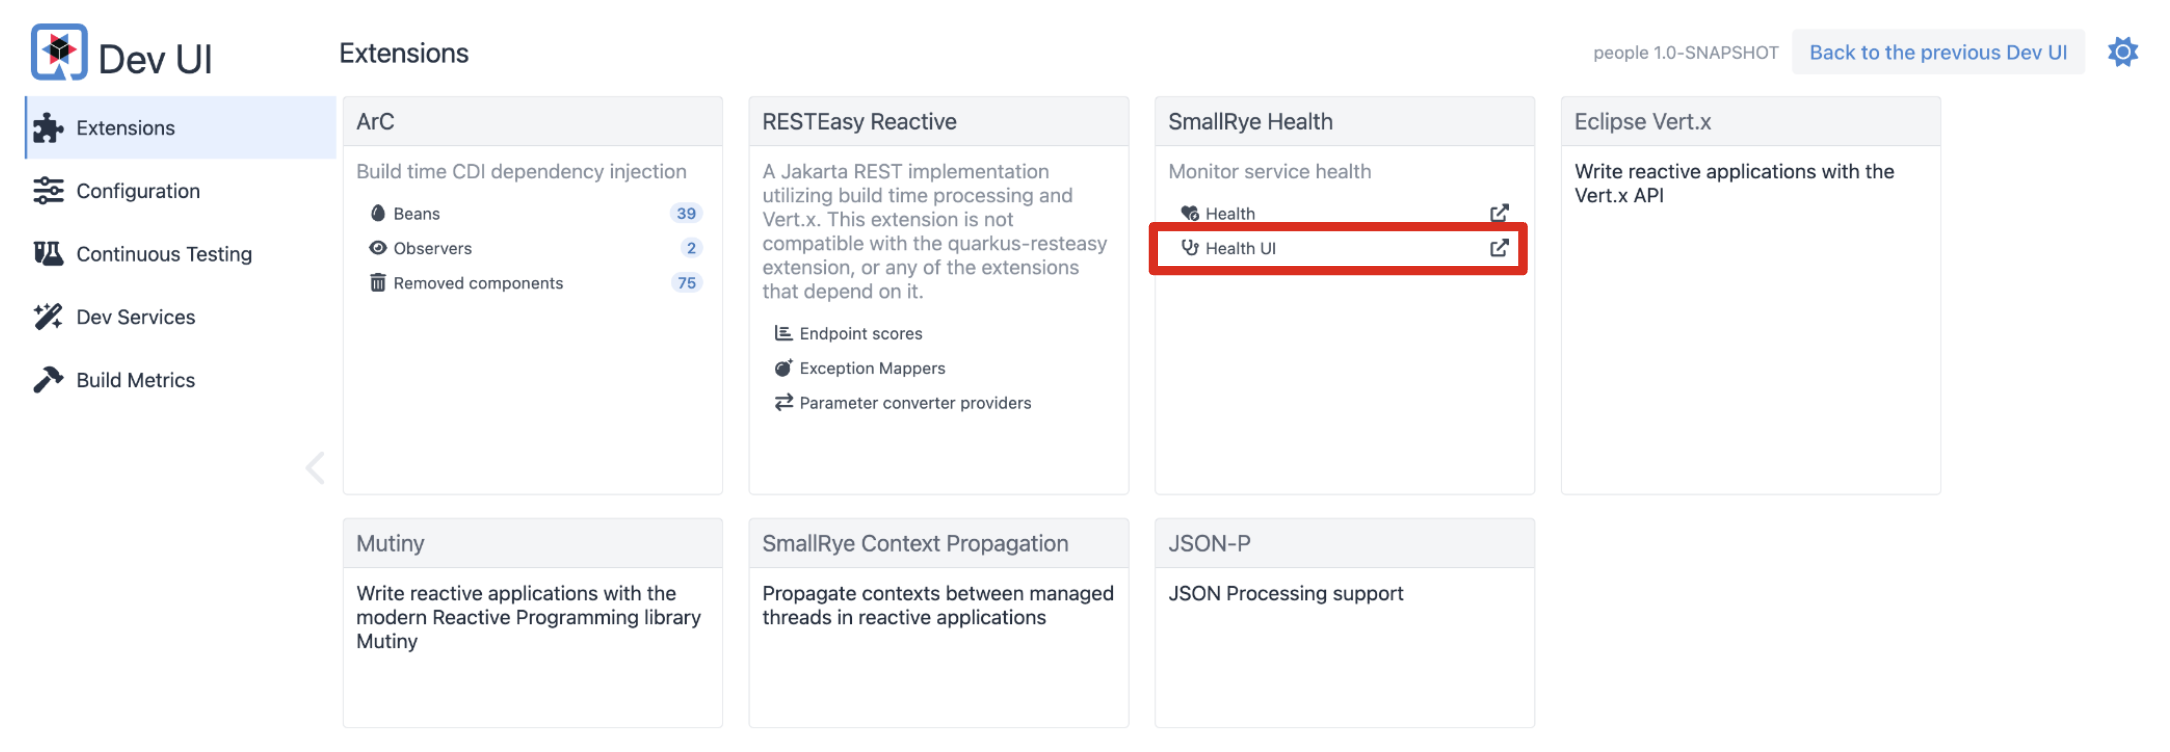 Dev UI
Extensions
people 1.0-SNAPSHOT
Back to the previous Dev UI
Extensions
Configuration
Continuous Testing
Dev Services
Build Metrics
ArC
Build time CDI dependency injection
Beans 39
Observers 2
Removed components 75
RESTEasy Reactive
A Jakarta REST implementation
utilizing build time processing and
Vert.x. This extension is not
compatible with the quarkus-resteasy
extension, or any of the extensions
that depend on it.
Endpoint scores
Exception Mappers
Parameter converter providers
SmallRye Health
Monitor service health
Health
Health UI
Eclipse Vert.x
Write reactive applications with the
Vert.x API
Mutiny
Write reactive applications with the
modern Reactive Programming library
Mutiny
SmallRye Context Propagation
Propagate contexts between managed
threads in reactive applications
JSON-P
JSON Processing support